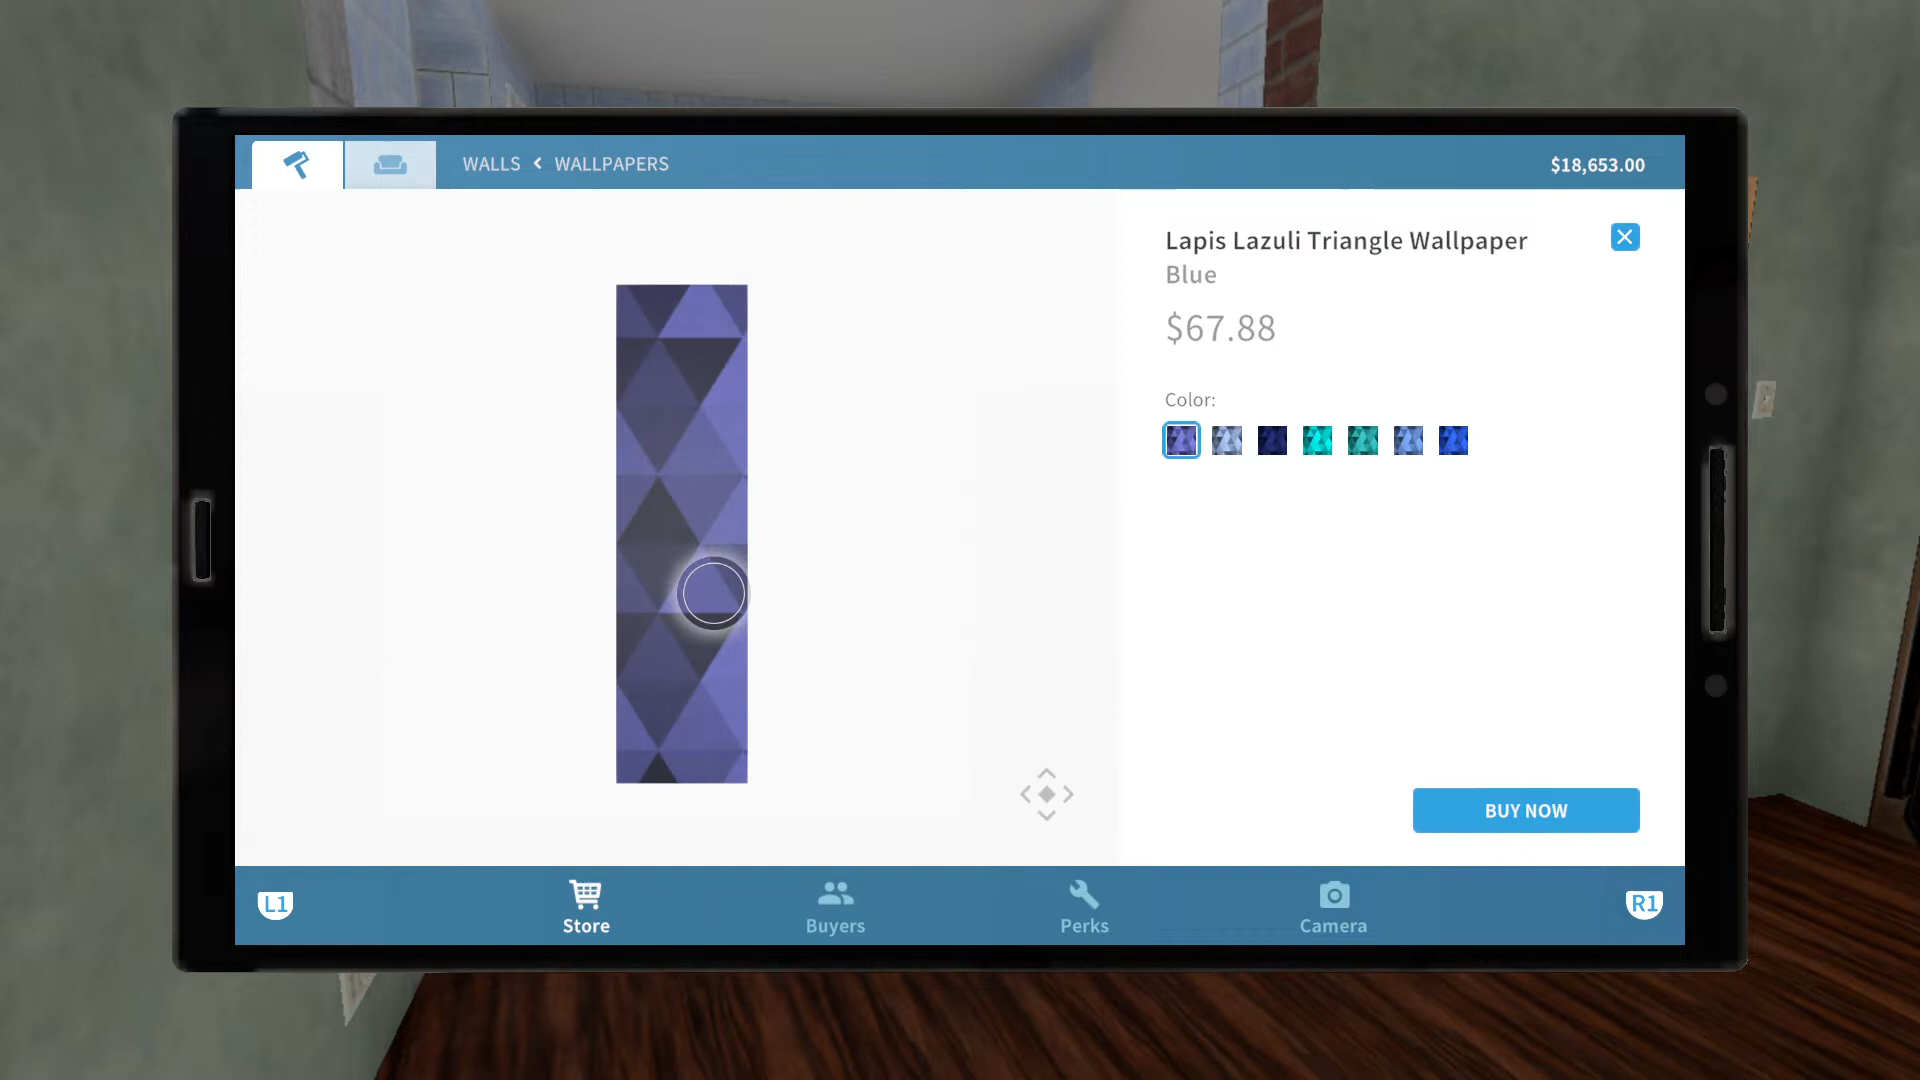 WALLS < WALLPAPERS
$18,653.00
Lapis Lazuli Triangle Wallpaper
Blue
$67.88
Color:
BUY NOW
L1
Store
Buyers
Perks
Camera
R1